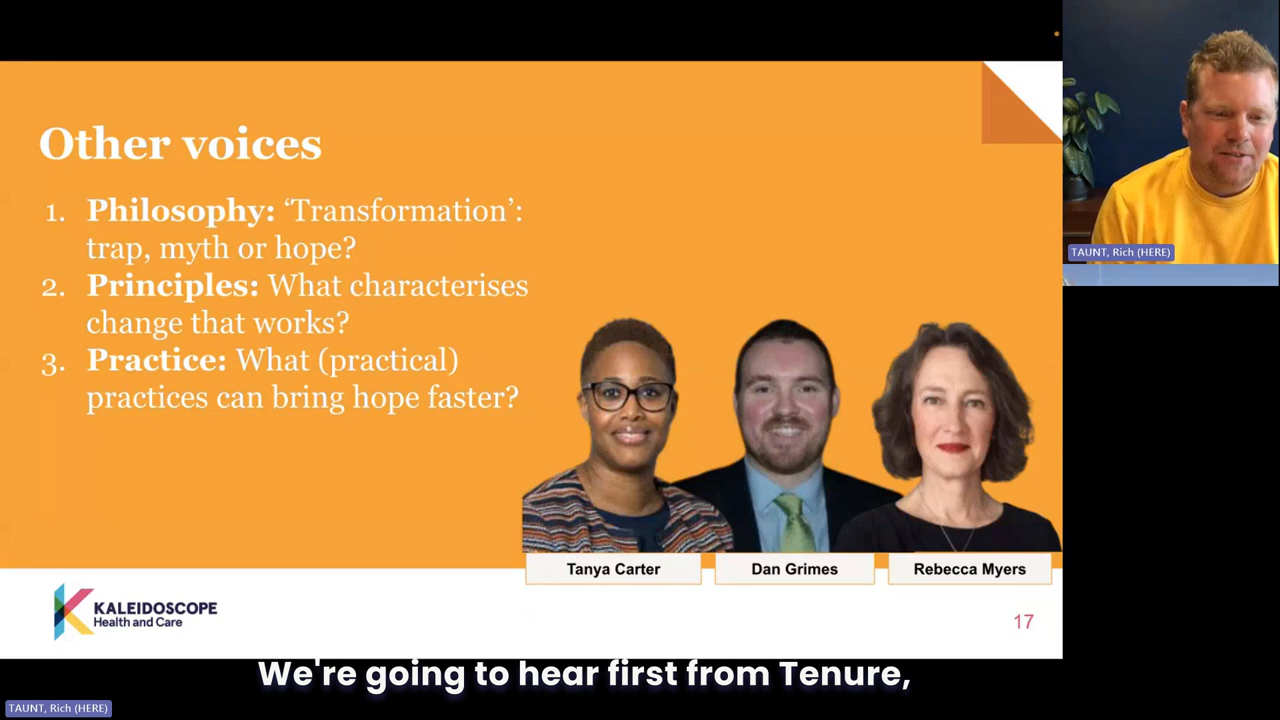 Other voices
1. Philosophy: ‘Transformation’:
trap, myth or hope?
2. Principles: What characterises
change that works?
3. Practice: What (practical)
practices can bring hope faster?
TAUNT, Rich (HERE)
Tanya Carter
Dan Grimes
Rebecca Myers
KALEIDOSCOPE
Health and Care
17
We're going to hear first from Tenure,
TAUNT, Rich (HERE)